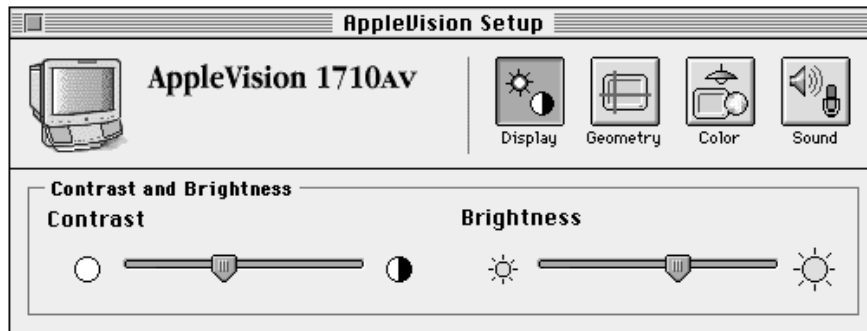 AppleVision Setup
AppleVision 1710AV
Display Geometry Color Sound
Contrast and Brightness
Contrast Brightness